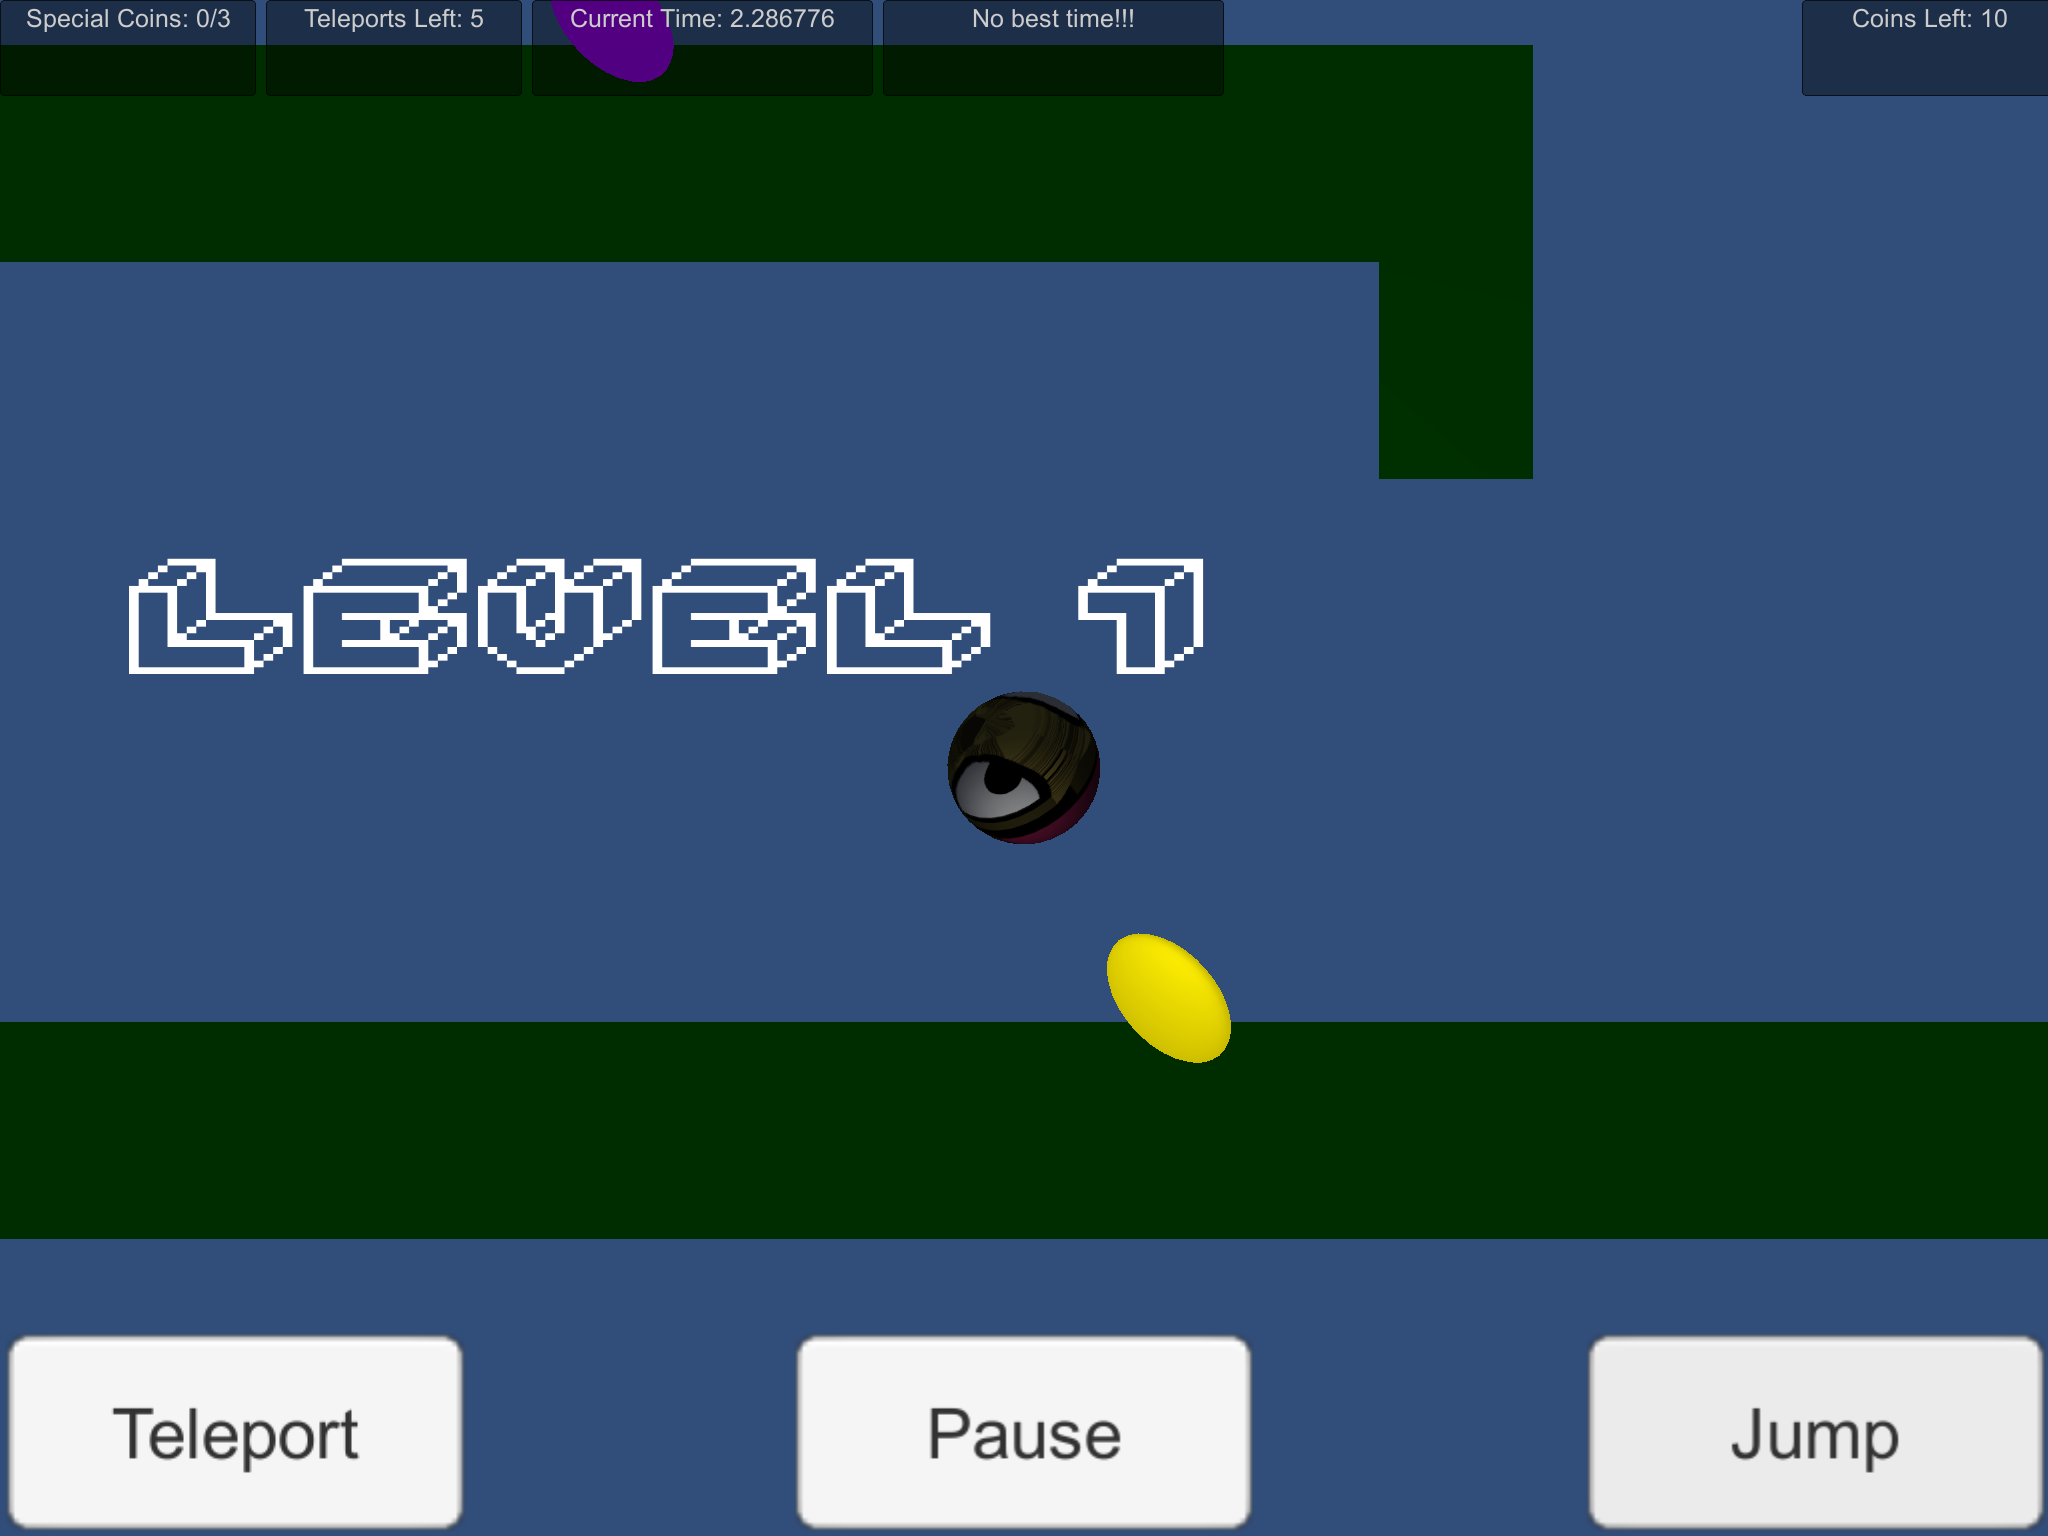 Special Coins: 0/3
Teleports Left: 5
Current Time: 2.286776
No best time!!!
Coins Left: 10
LEVEL 1
Teleport
Pause
Jump